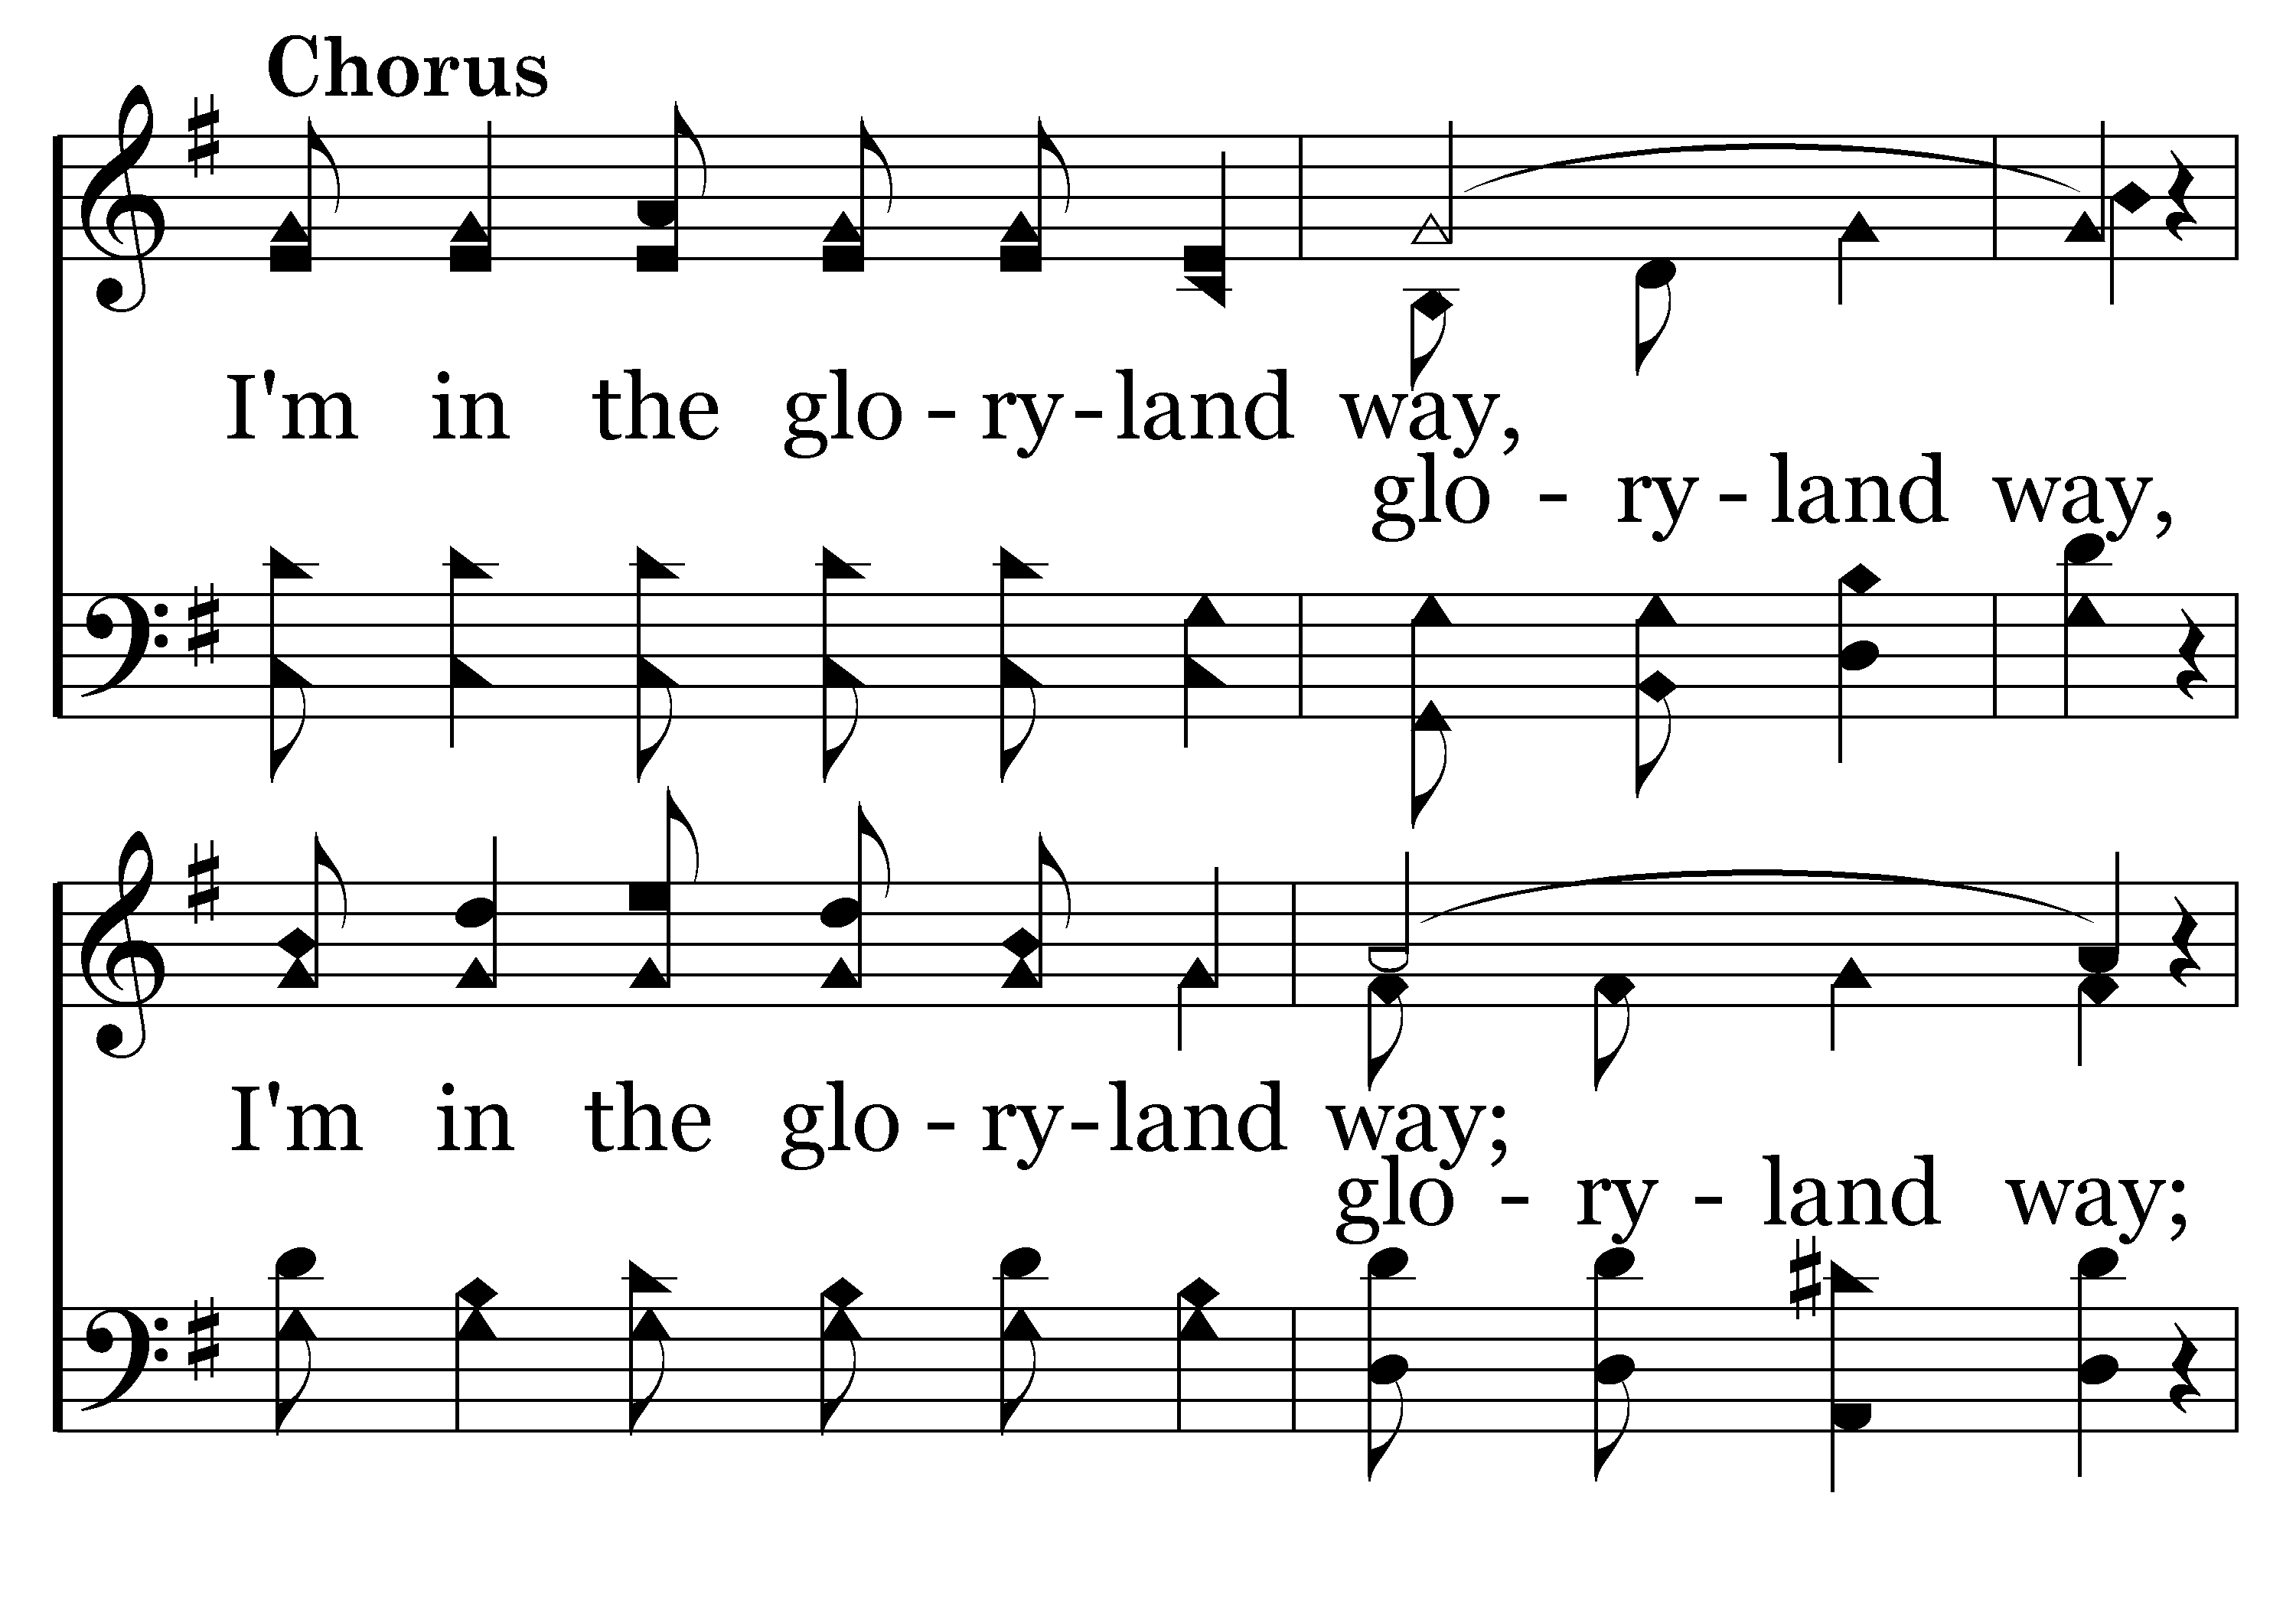 Chorus
I'm in the glo - ry - land way,
glo - ry - land way,
I'm in the glo - ry - land way;
glo - ry - land way;